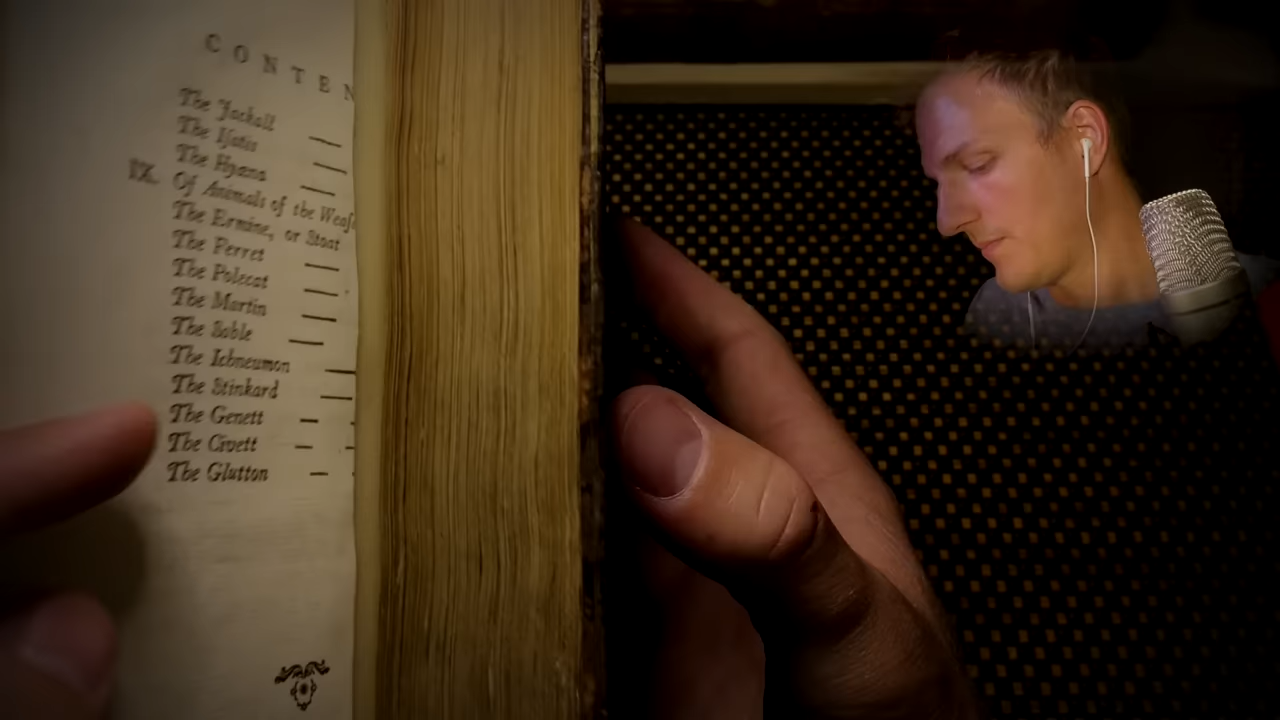 CONTEN
The Jackall
The Iſatis
The Hyæna
IX. Of Animals of the Weaſ
The Ermine, or Stoat
The Ferret
The Polecat
The Martin
The Sable
The Ichneumon
The Stinkard
The Genett
The Civett
The Glutton